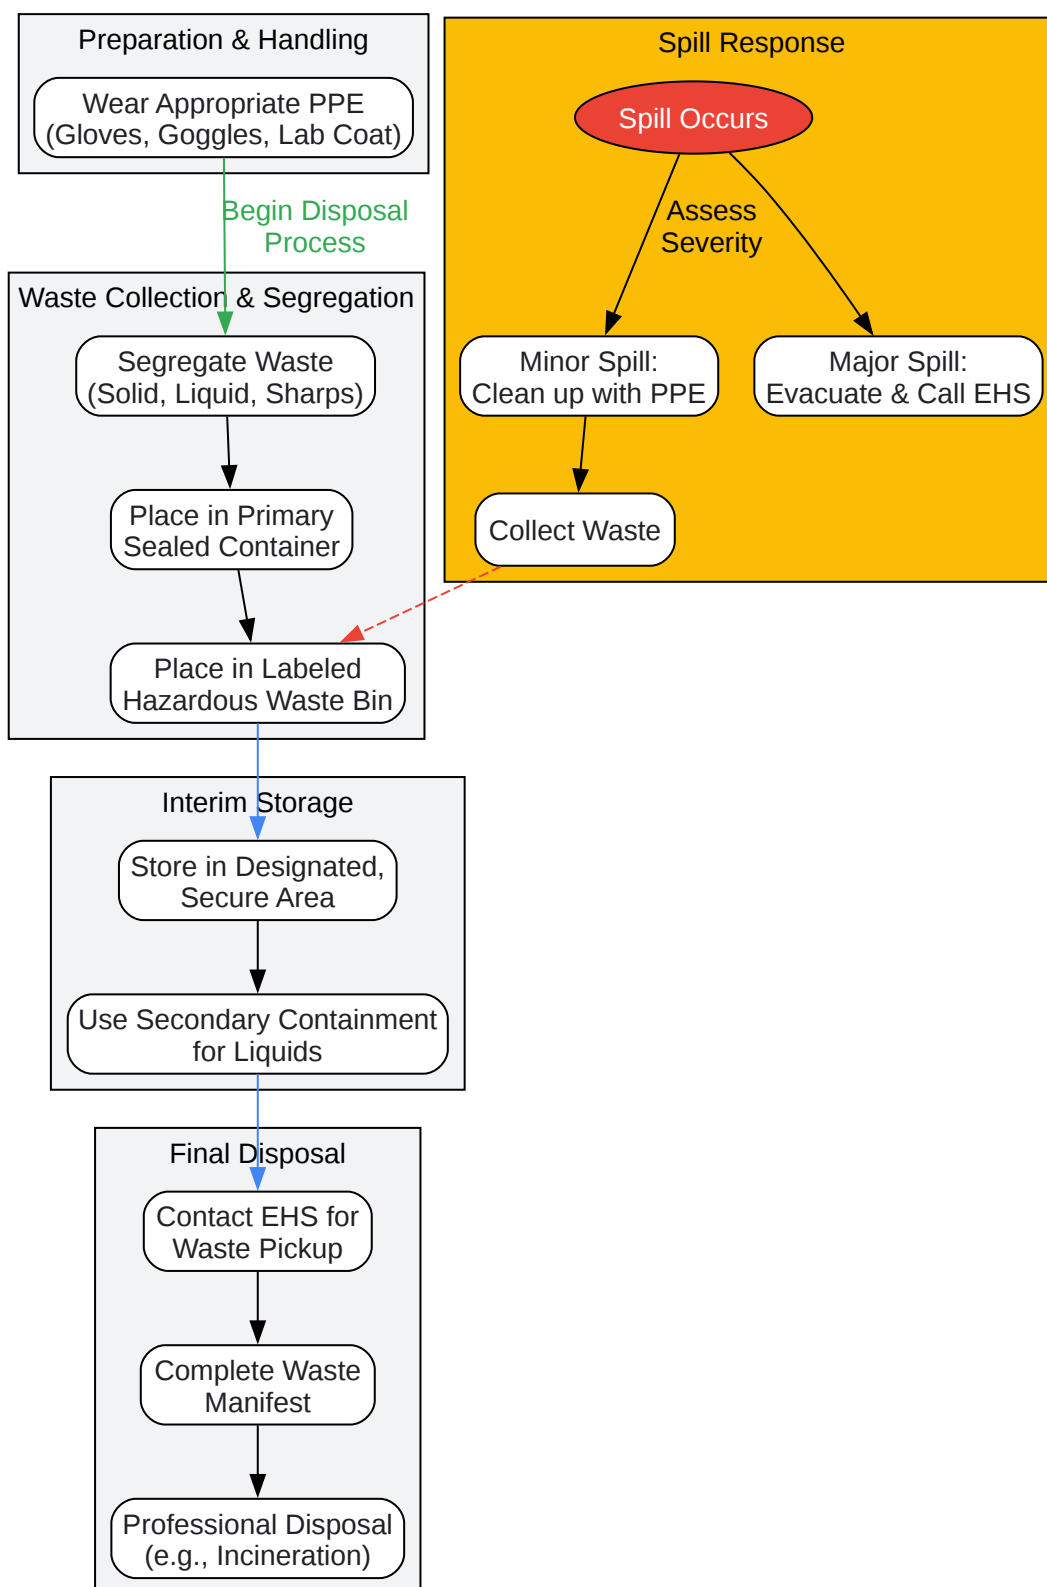 Preparation & Handling
Wear Appropriate PPE
(Gloves, Goggles, Lab Coat)
Begin Disposal
Process
Waste Collection & Segregation
Segregate Waste
(Solid, Liquid, Sharps)
Place in Primary
Sealed Container
Place in Labeled
Hazardous Waste Bin
Interim Storage
Store in Designated,
Secure Area
Use Secondary Containment
for Liquids
Final Disposal
Contact EHS for
Waste Pickup
Complete Waste
Manifest
Professional Disposal
(e.g., Incineration)
Spill Response
Spill Occurs
Assess
Severity
Minor Spill:
Clean up with PPE
Major Spill:
Evacuate & Call EHS
Collect Waste